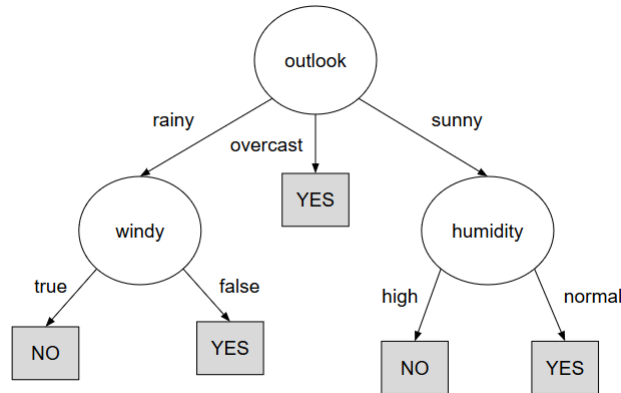 outlook
rainy
overcast
sunny
YES
windy
humidity
true
false
high
normal
NO
YES
NO
YES